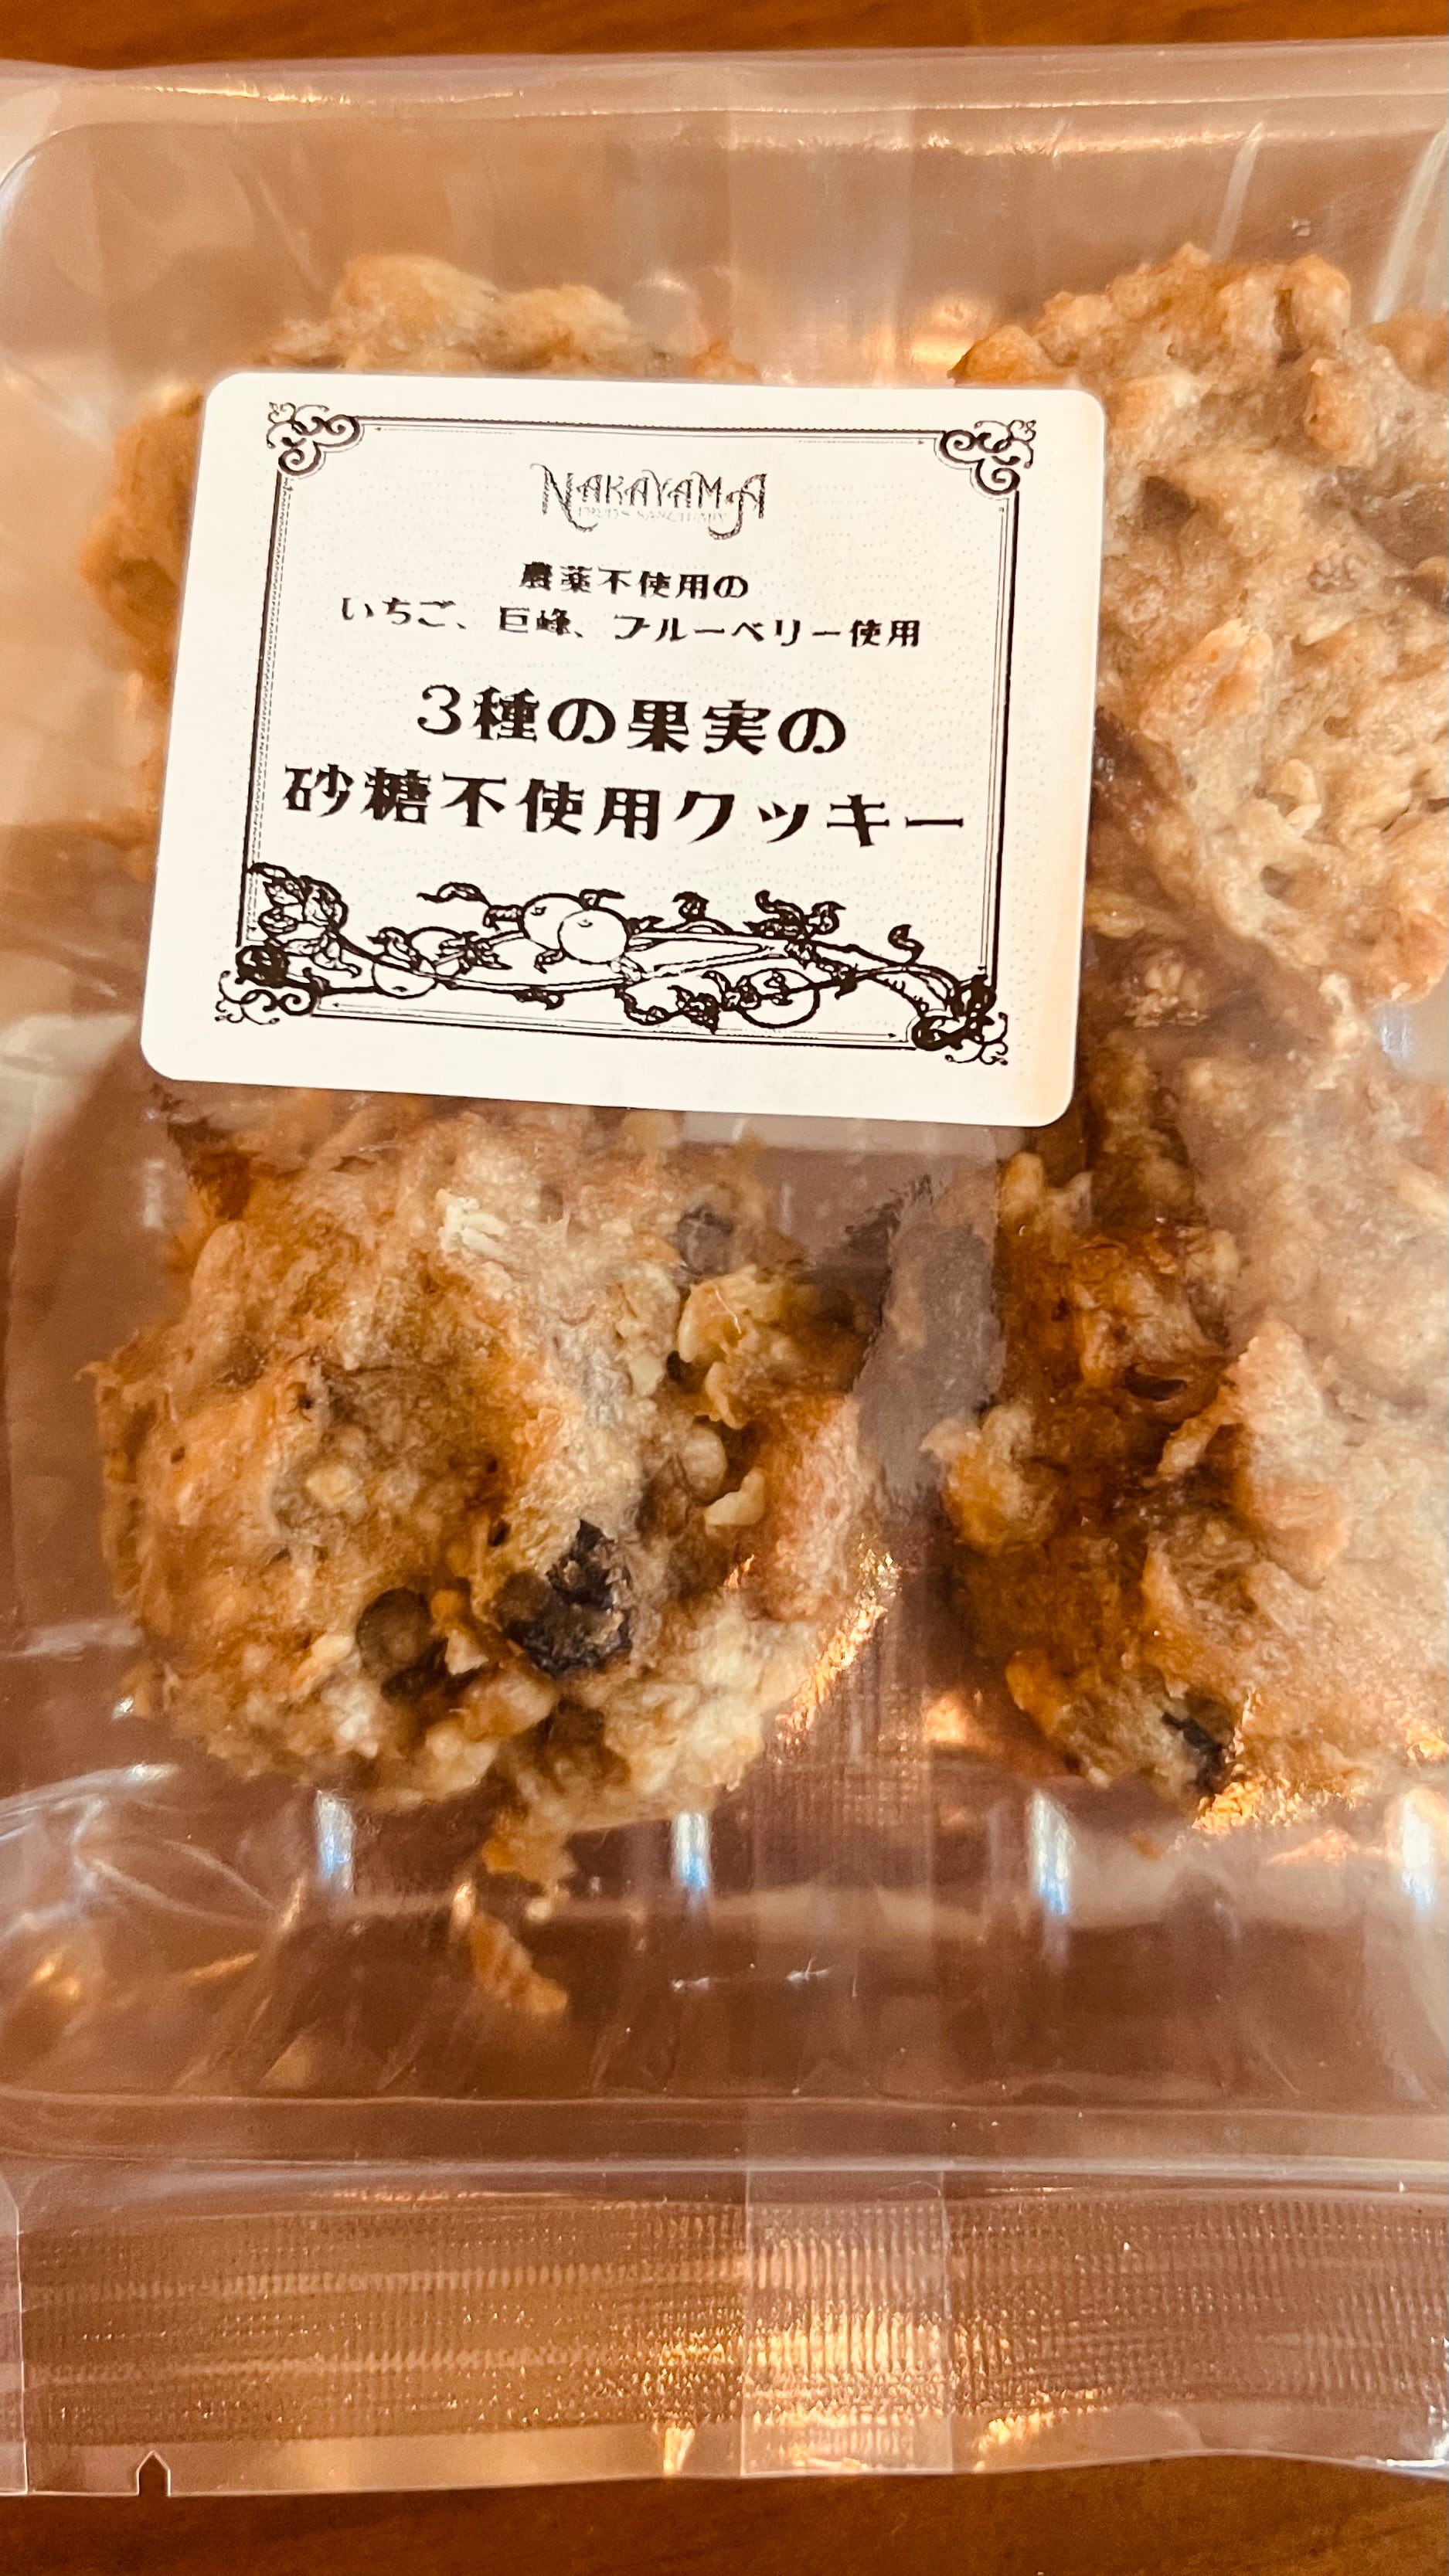 NAKAYAMA
農薬不使用の
いちご、巨峰、ブルーベリー使用
3種の果実の
砂糖不使用クッキー